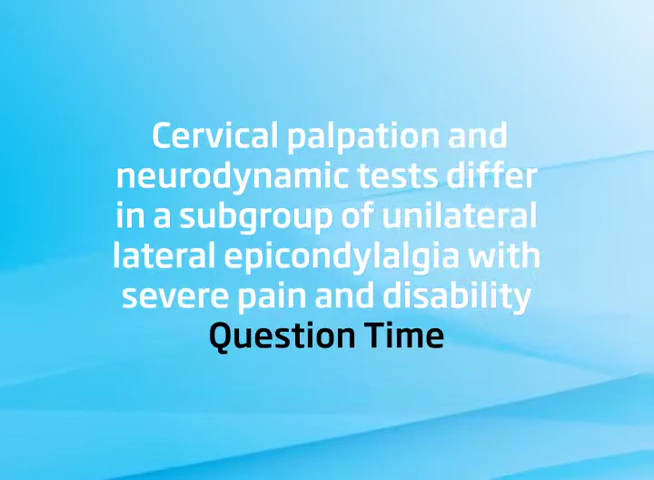 Cervical palpation and
neurodynamic tests differ
in a subgroup of unilateral
lateral epicondylalgia with
severe pain and disability
Question Time